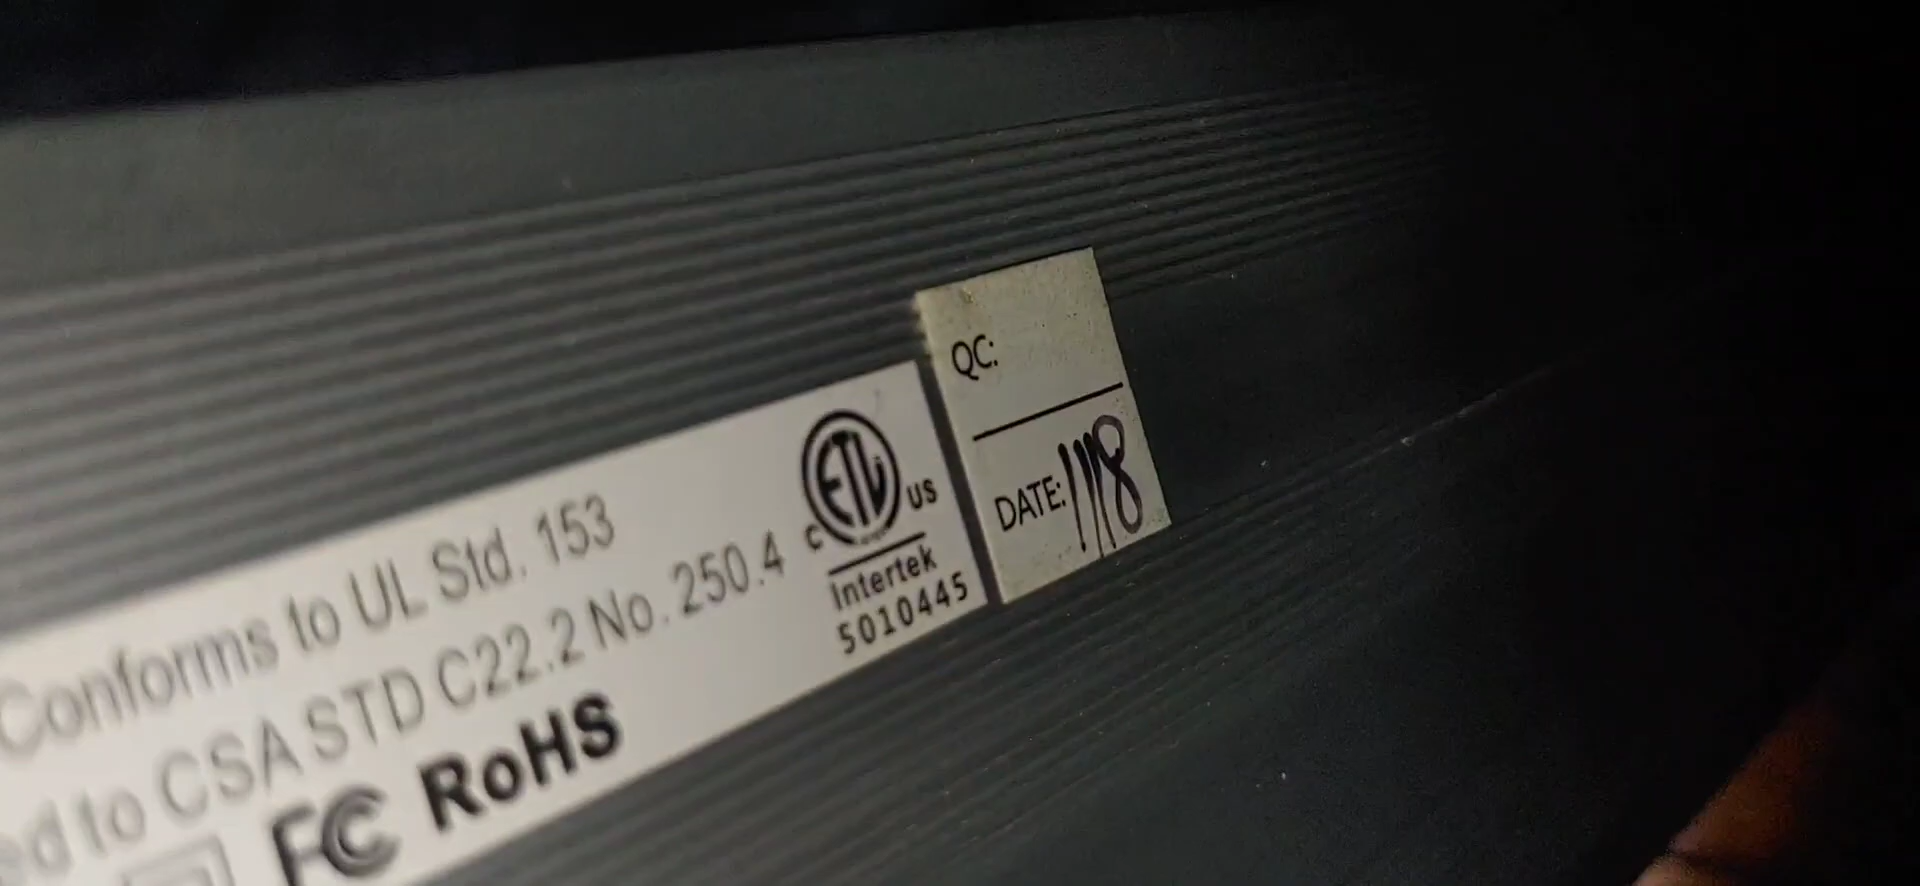 Conforms to UL Std. 153
ed to CSA STD C22.2 No. 250.4
FC RoHS
ETL
C US
Intertek
5010445
QC:
DATE: